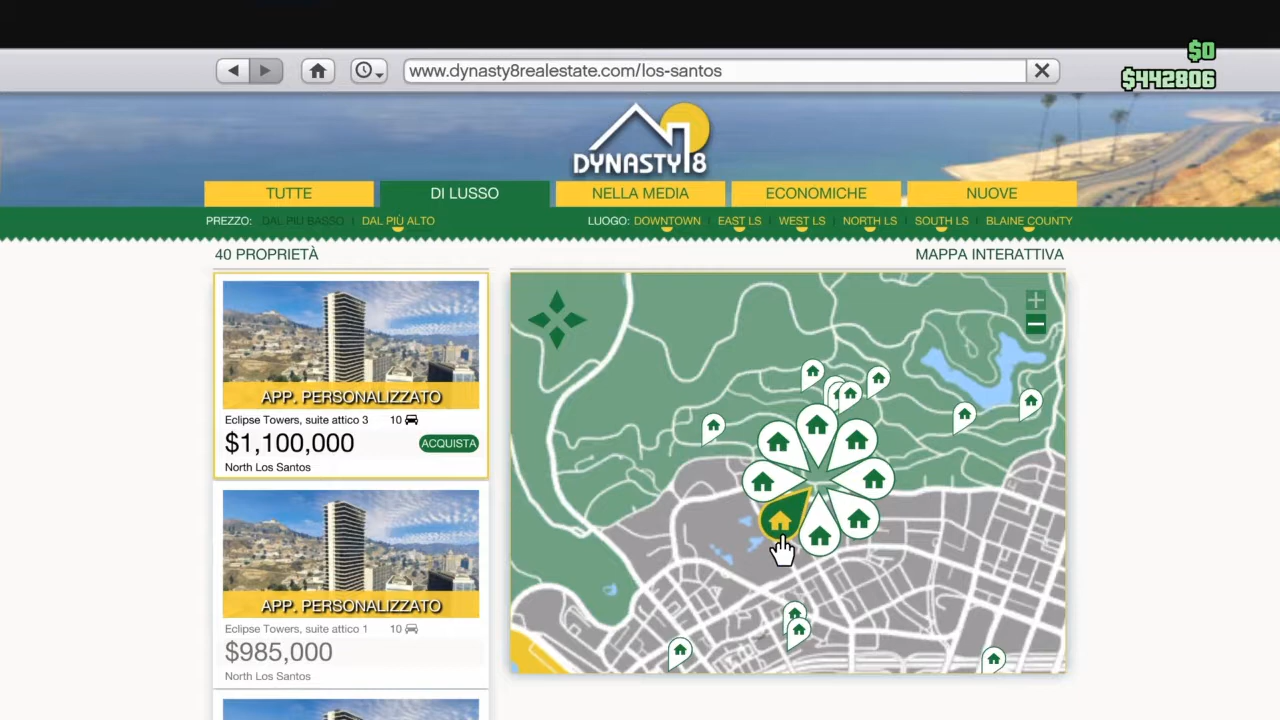 $0
www.dynasty8realestate.com/los-santos
$442806
DYNASTY 8
TUTTE
DI LUSSO
NELLA MEDIA
ECONOMICHE
NUOVE
PREZZO: DAL PIÙ BASSO | DAL PIÙ ALTO
LUOGO: DOWNTOWN | EAST LS | WEST LS | NORTH LS | SOUTH LS | BLAINE COUNTY
40 PROPRIETÀ
MAPPA INTERATTIVA
APP. PERSONALIZZATO
Eclipse Towers, suite attico 3 10
$1,100,000 ACQUISTA
North Los Santos
APP. PERSONALIZZATO
Eclipse Towers, suite attico 1 10
$985,000
North Los Santos